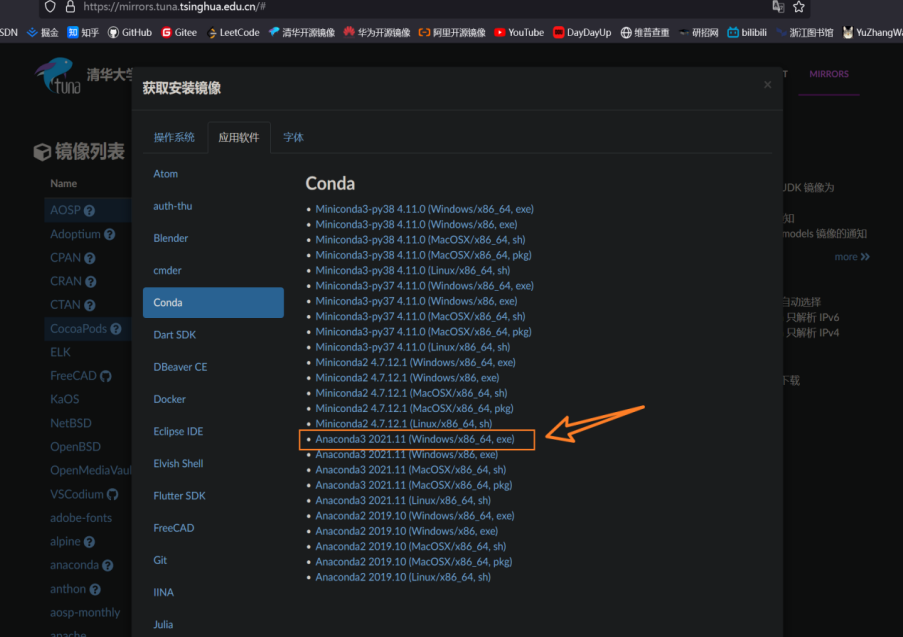 https://mirrors.tuna.tsinghua.edu.cn/#
SDN 掘金 知乎 GitHub Gitee LeetCode 清华开源镜像 华为开源镜像 阿里开源镜像 YouTube DayDayUp 维普查重 研招网 bilibili 浙江图书馆 YuZhangWa
tuna 清华大学
获取安装镜像 ×
T MIRRORS
操作系统 应用软件 字体
镜像列表
Name
AOSP
Adoptium
CPAN
CRAN
CTAN
CocoaPods
ELK
FreeCAD
KaOS
NetBSD
OpenBSD
OpenMediaVaul
VSCodium
adobe-fonts
alpine
anaconda
anthon
aosp-monthly
apache
Atom
auth-thu
Blender
cmder
Conda
Dart SDK
DBeaver CE
Docker
Eclipse IDE
Elvish Shell
Flutter SDK
FreeCAD
Git
IINA
Julia
Conda
Miniconda3-py38 4.11.0 (Windows/x86_64, exe)
Miniconda3-py38 4.11.0 (Windows/x86, exe)
Miniconda3-py38 4.11.0 (MacOSX/x86_64, sh)
Miniconda3-py38 4.11.0 (MacOSX/x86_64, pkg)
Miniconda3-py38 4.11.0 (Linux/x86_64, sh)
Miniconda3-py37 4.11.0 (Windows/x86_64, exe)
Miniconda3-py37 4.11.0 (Windows/x86, exe)
Miniconda3-py37 4.11.0 (MacOSX/x86_64, sh)
Miniconda3-py37 4.11.0 (MacOSX/x86_64, pkg)
Miniconda3-py37 4.11.0 (Linux/x86_64, sh)
Miniconda2 4.7.12.1 (Windows/x86_64, exe)
Miniconda2 4.7.12.1 (Windows/x86, exe)
Miniconda2 4.7.12.1 (MacOSX/x86_64, sh)
Miniconda2 4.7.12.1 (MacOSX/x86_64, pkg)
Miniconda2 4.7.12.1 (Linux/x86_64, sh)
Anaconda3 2021.11 (Windows/x86_64, exe)
Anaconda3 2021.11 (Windows/x86, exe)
Anaconda3 2021.11 (MacOSX/x86_64, sh)
Anaconda3 2021.11 (MacOSX/x86_64, pkg)
Anaconda3 2021.11 (Linux/x86_64, sh)
Anaconda2 2019.10 (Windows/x86_64, exe)
Anaconda2 2019.10 (Windows/x86, exe)
Anaconda2 2019.10 (MacOSX/x86_64, sh)
Anaconda2 2019.10 (MacOSX/x86_64, pkg)
Anaconda2 2019.10 (Linux/x86_64, sh)
JDK 镜像为
知
models 镜像的通知
more
自动选择
只解析 IPv6
只解析 IPv4
下载